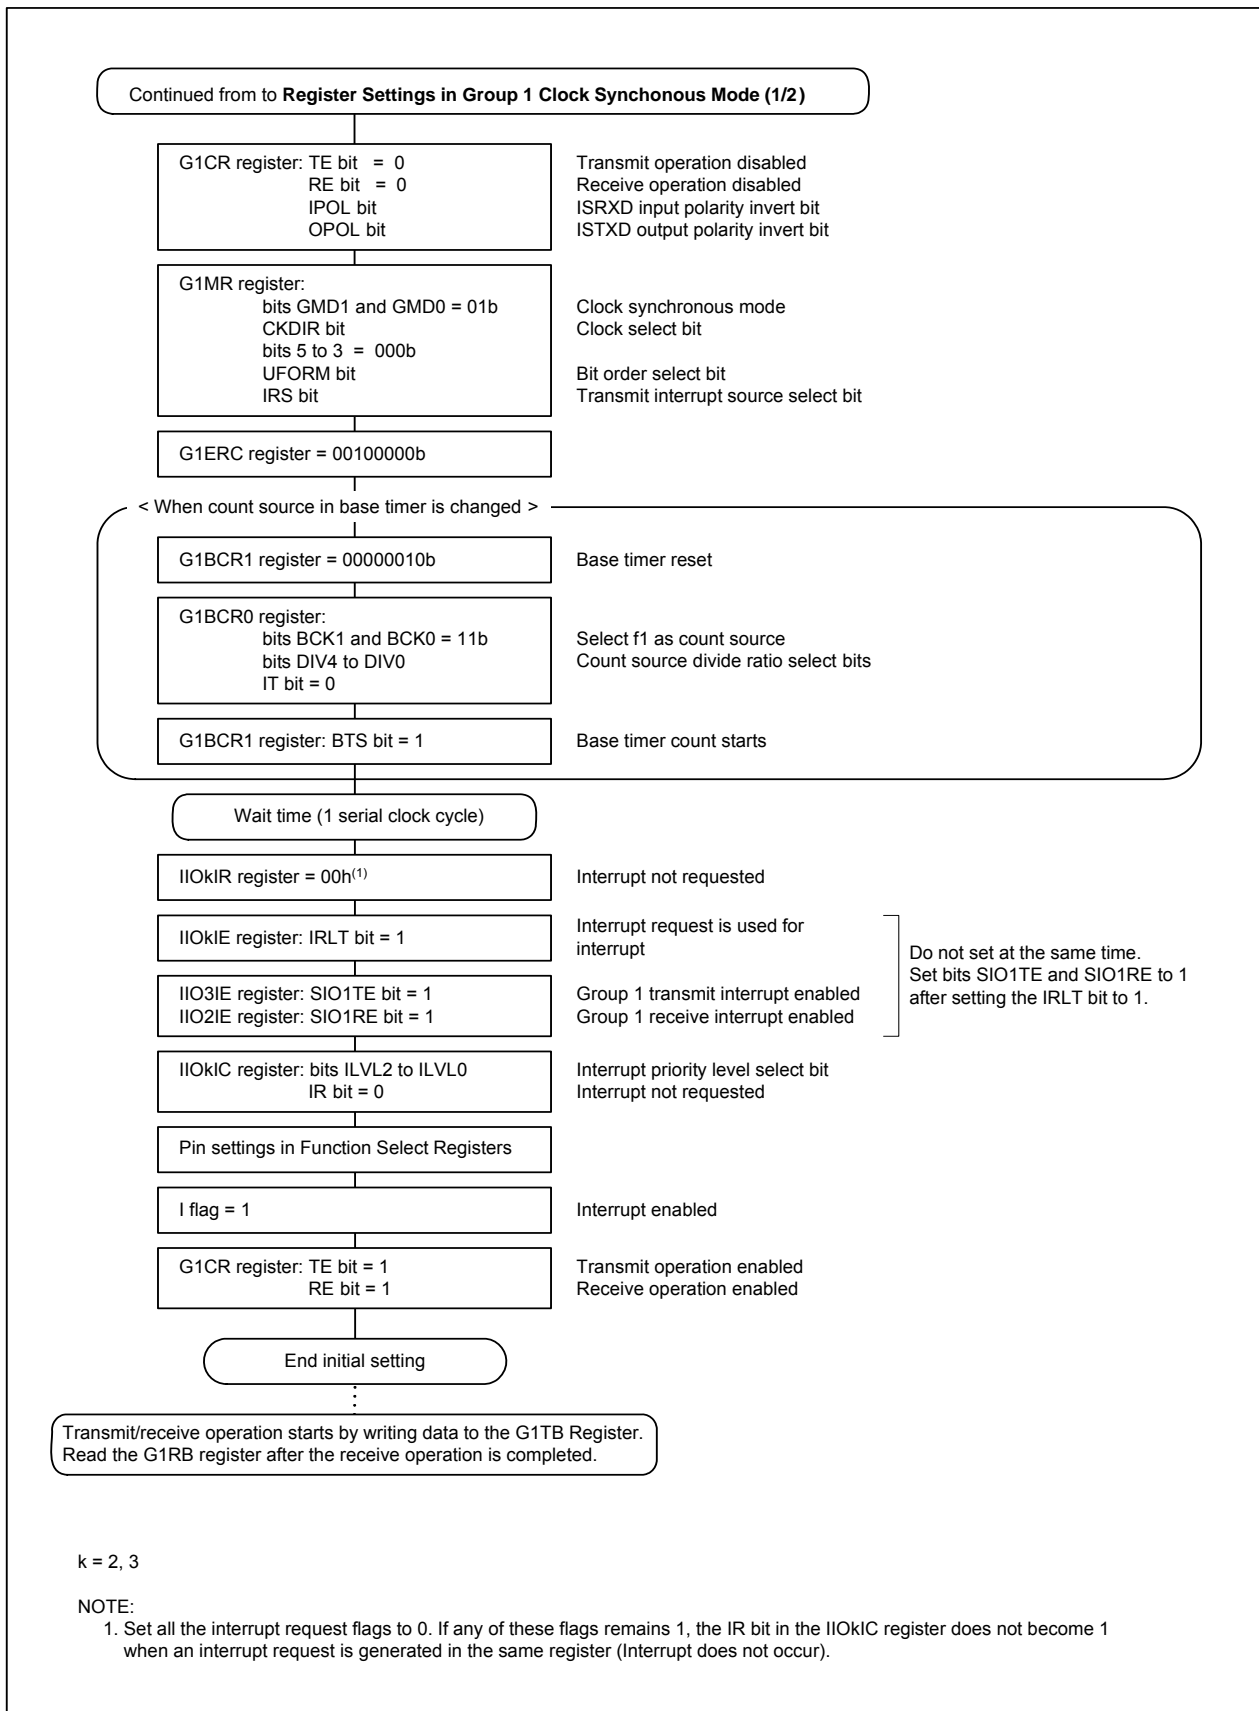 Continued from to Register Settings in Group 1 Clock Synchonous Mode (1/2)
G1CR register: TE bit = 0 Transmit operation disabled
RE bit = 0 Receive operation disabled
IPOL bit ISRXD input polarity invert bit
OPOL bit ISTXD output polarity invert bit
G1MR register:
bits GMD1 and GMD0 = 01b Clock synchronous mode
CKDIR bit Clock select bit
bits 5 to 3 = 000b
UFORM bit Bit order select bit
IRS bit Transmit interrupt source select bit
G1ERC register = 00100000b
< When count source in base timer is changed >
G1BCR1 register = 00000010b Base timer reset
G1BCR0 register:
bits BCK1 and BCK0 = 11b Select f1 as count source
bits DIV4 to DIV0 Count source divide ratio select bits
IT bit = 0
G1BCR1 register: BTS bit = 1 Base timer count starts
Wait time (1 serial clock cycle)
IIOkIR register = 00h(1) Interrupt not requested
IIOkIE register: IRLT bit = 1 Interrupt request is used for
interrupt
IIO3IE register: SIO1TE bit = 1 Group 1 transmit interrupt enabled
IIO2IE register: SIO1RE bit = 1 Group 1 receive interrupt enabled
Do not set at the same time.
Set bits SIO1TE and SIO1RE to 1
after setting the IRLT bit to 1.
IIOkIC register: bits ILVL2 to ILVL0 Interrupt priority level select bit
IR bit = 0 Interrupt not requested
Pin settings in Function Select Registers
I flag = 1 Interrupt enabled
G1CR register: TE bit = 1 Transmit operation enabled
RE bit = 1 Receive operation enabled
End initial setting
Transmit/receive operation starts by writing data to the G1TB Register.
Read the G1RB register after the receive operation is completed.
k = 2, 3
NOTE:
1. Set all the interrupt request flags to 0. If any of these flags remains 1, the IR bit in the IIOkIC register does not become 1
when an interrupt request is generated in the same register (Interrupt does not occur).